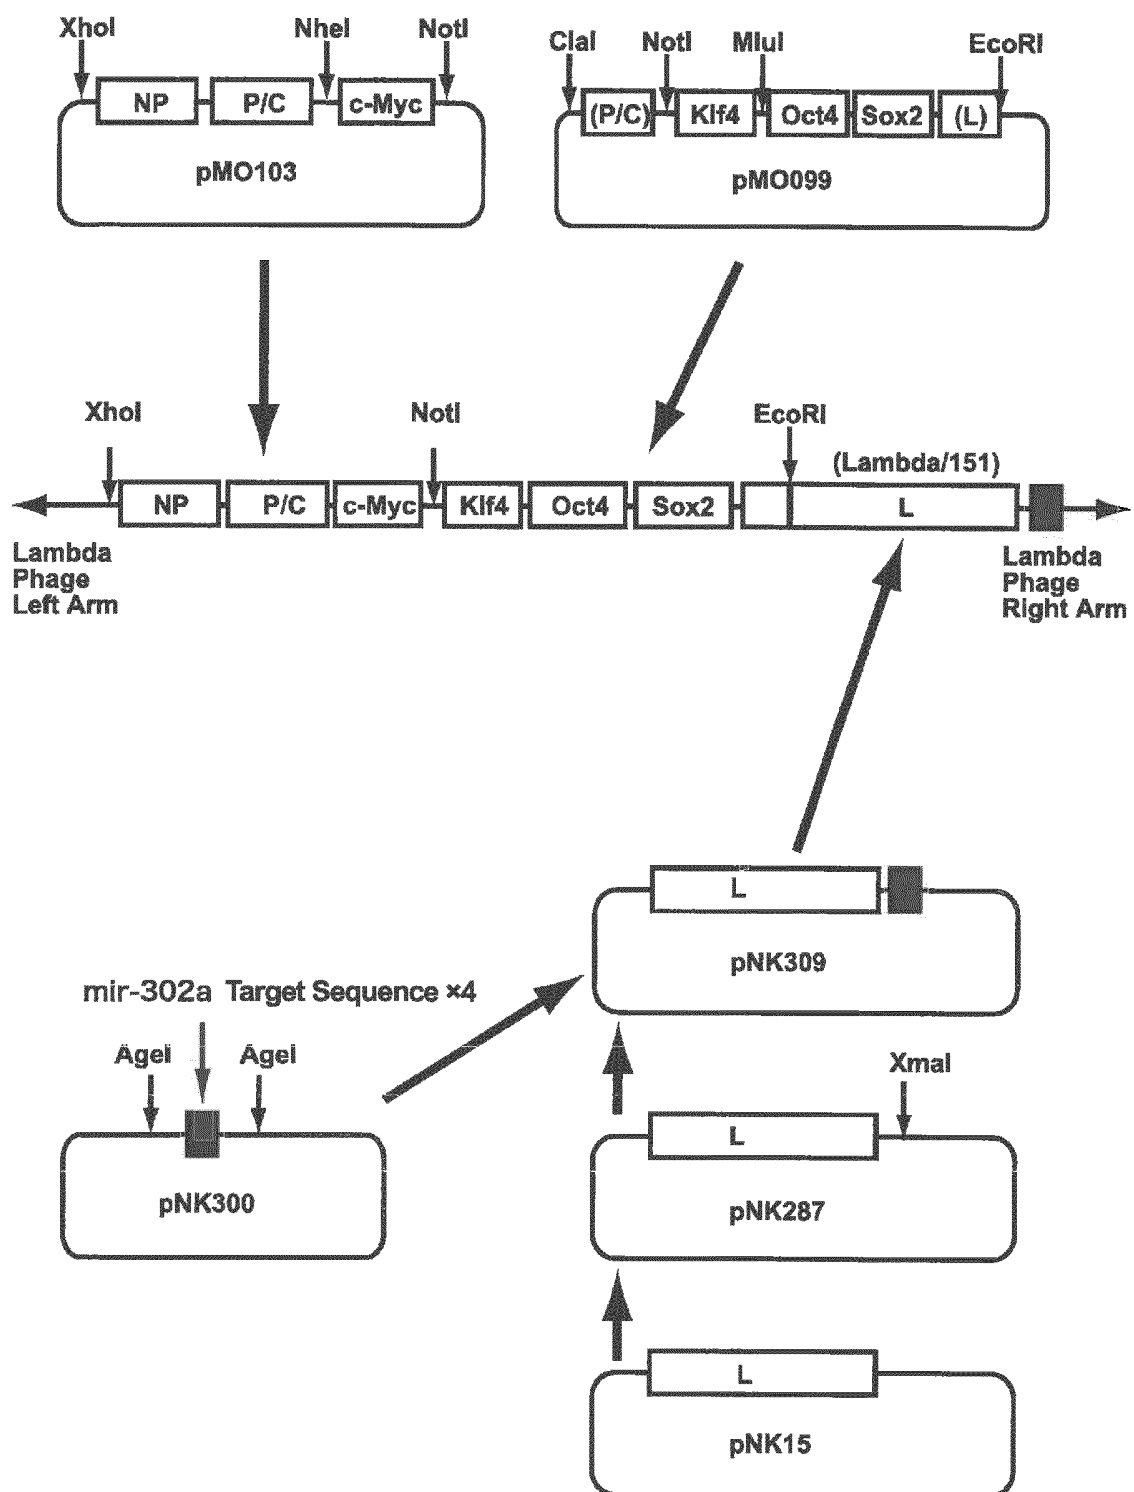 XhoI NheI NotI
NP P/C c-Myc
pMO103
ClaI NotI MluI EcoRI
(P/C) Klf4 Oct4 Sox2 (L)
pMO099
XhoI NotI EcoRI
(Lambda/151)
NP P/C c-Myc Klf4 Oct4 Sox2 L
Lambda
Phage
Left Arm
Lambda
Phage
Right Arm
L
pNK309
mir-302a Target Sequence ×4
AgeI AgeI
pNK300
XmaI
L
pNK287
L
pNK15